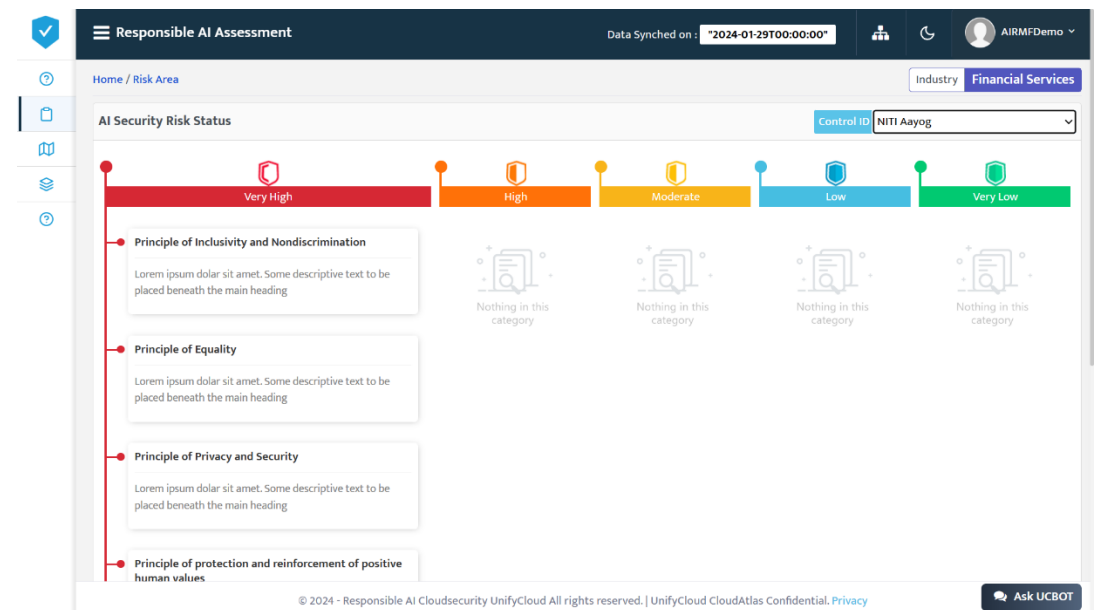 Responsible AI Assessment
Data Synched on : "2024-01-29T00:00:00"
AIRMFDemo
Home / Risk Area
Industry Financial Services
AI Security Risk Status
Control ID NITI Aayog
Very High
High
Moderate
Low
Very Low
Principle of Inclusivity and Nondiscrimination
Lorem ipsum dolar sit amet. Some descriptive text to be
placed beneath the main heading
Nothing in this
category
Nothing in this
category
Nothing in this
category
Nothing in this
category
Principle of Equality
Lorem ipsum dolar sit amet. Some descriptive text to be
placed beneath the main heading
Principle of Privacy and Security
Lorem ipsum dolar sit amet. Some descriptive text to be
placed beneath the main heading
Principle of protection and reinforcement of positive
human values
© 2024 - Responsible AI Cloudsecurity UnifyCloud All rights reserved. | UnifyCloud CloudAtlas Confidential. Privacy
Ask UCBOT